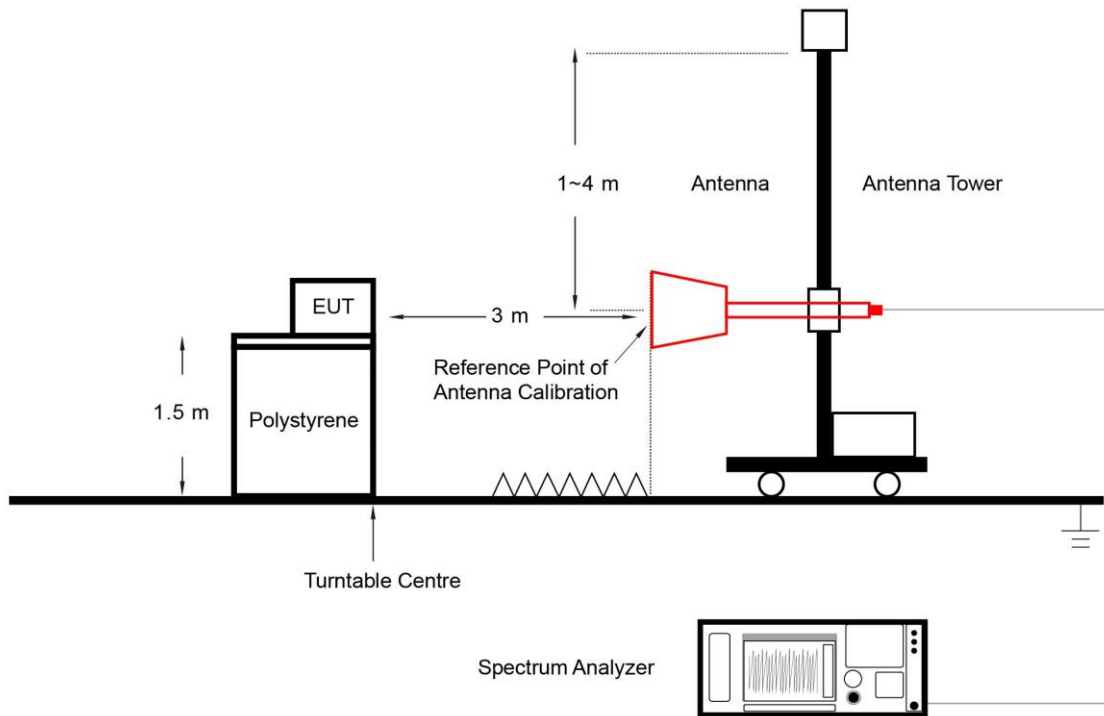 1~4 m
Antenna
Antenna Tower
EUT
3 m
Reference Point of
Antenna Calibration
1.5 m
Polystyrene
Turntable Centre
Spectrum Analyzer